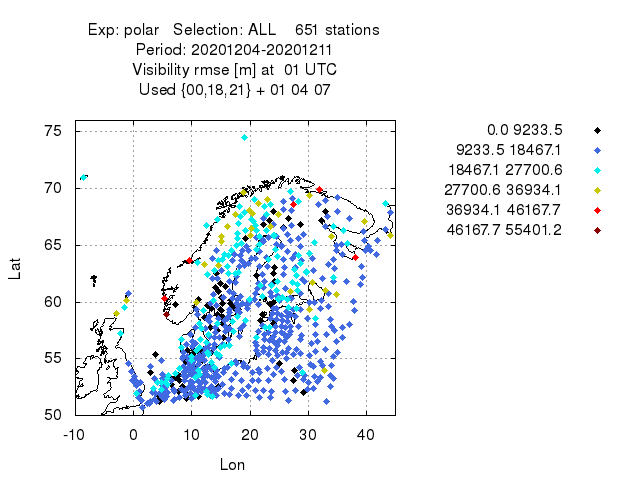 Exp: polar Selection: ALL 651 stations
Period: 20201204-20201211
Visibility rmse [m] at 01 UTC
Used {00,18,21} + 01 04 07
0.0 9233.5
9233.5 18467.1
18467.1 27700.6
27700.6 36934.1
36934.1 46167.7
46167.7 55401.2
75
70
65
60
55
50
Lat
-10 0 10 20 30 40
Lon